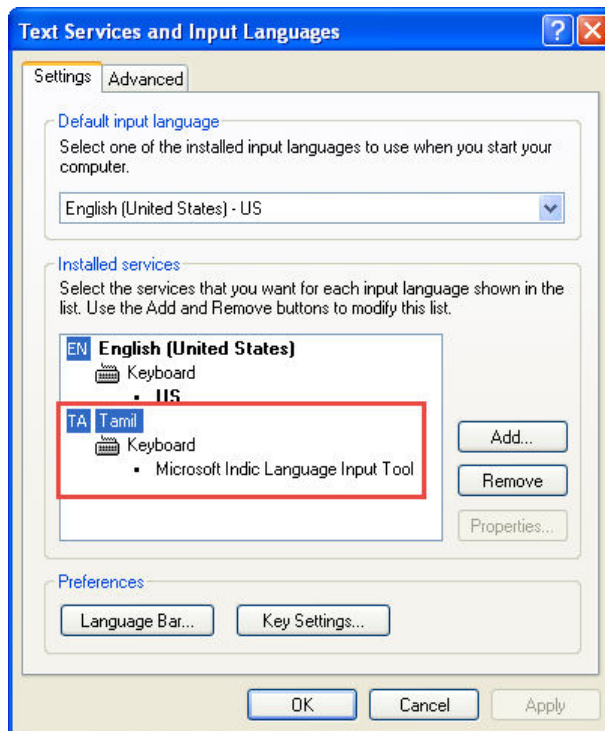 Text Services and Input Languages
Settings
Advanced
Default input language
Select one of the installed input languages to use when you start your
computer.
English (United States) - US
Installed services
Select the services that you want for each input language shown in the
list. Use the Add and Remove buttons to modify this list.
EN English (United States)
Keyboard
• US
TA Tamil
Keyboard
• Microsoft Indic Language Input Tool
Add...
Remove
Properties...
Preferences
Language Bar...
Key Settings...
OK
Cancel
Apply